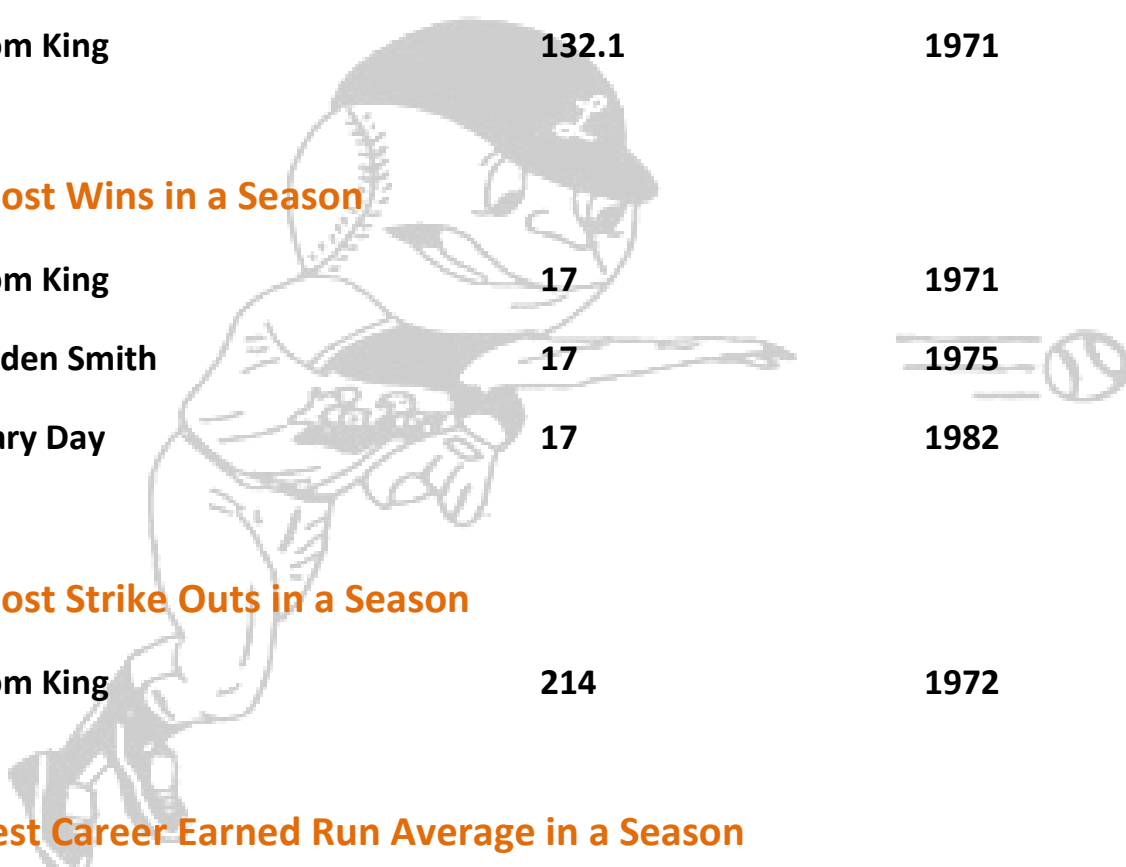 om King 132.1 1971
ost Wins in a Season
om King 17 1971
den Smith 17 1975
ary Day 17 1982
ost Strike Outs in a Season
om King 214 1972
est Career Earned Run Average in a Season